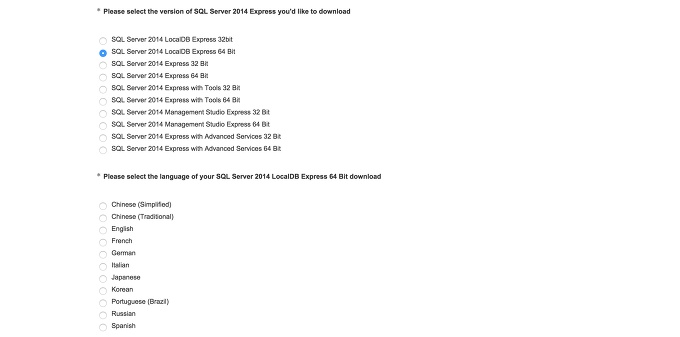 * Please select the version of SQL Server 2014 Express you'd like to download
SQL Server 2014 LocalDB Express 32bit
SQL Server 2014 LocalDB Express 64 Bit
SQL Server 2014 Express 32 Bit
SQL Server 2014 Express 64 Bit
SQL Server 2014 Express with Tools 32 Bit
SQL Server 2014 Express with Tools 64 Bit
SQL Server 2014 Management Studio Express 32 Bit
SQL Server 2014 Management Studio Express 64 Bit
SQL Server 2014 Express with Advanced Services 32 Bit
SQL Server 2014 Express with Advanced Services 64 Bit
* Please select the language of your SQL Server 2014 LocalDB Express 64 Bit download
Chinese (Simplified)
Chinese (Traditional)
English
French
German
Italian
Japanese
Korean
Portuguese (Brazil)
Russian
Spanish